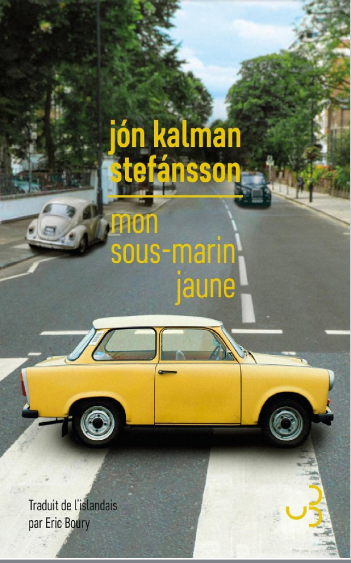 jón kalman
stefánsson
mon
sous-marin
jaune
Traduit de l'islandais
par Eric Boury